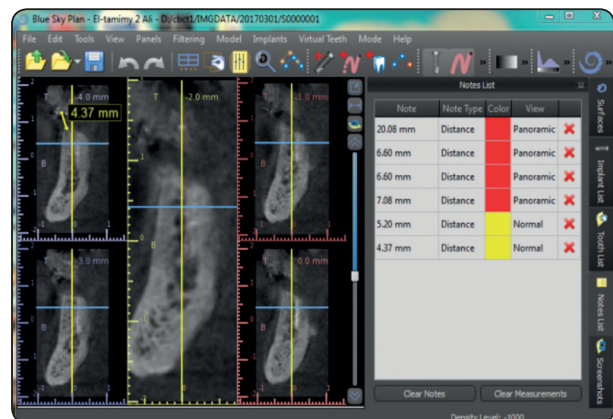 Blue Sky Plan - El-tamimy 2 Ali - D:/cbct1/IMGDATA/20170301/S0000001
File Edit Tools View Panels Filtering Model Implants Virtual Teeth Mode Help
Notes List
Note Note Type Color View
20.08 mm Distance Panoramic
6.60 mm Distance Panoramic
6.60 mm Distance Panoramic
7.08 mm Distance Panoramic
5.20 mm Distance Normal
4.37 mm Distance Normal
Clear Notes Clear Measurements
Density Level: -1000
Surfaces
Implant List
Tooth List
Notes List
Screenshots
T -4.0 mm
4.37 mm
B
T -3.0 mm
B
T -2.0 mm
B
T -1.0 mm
B
T 0.0 mm
B